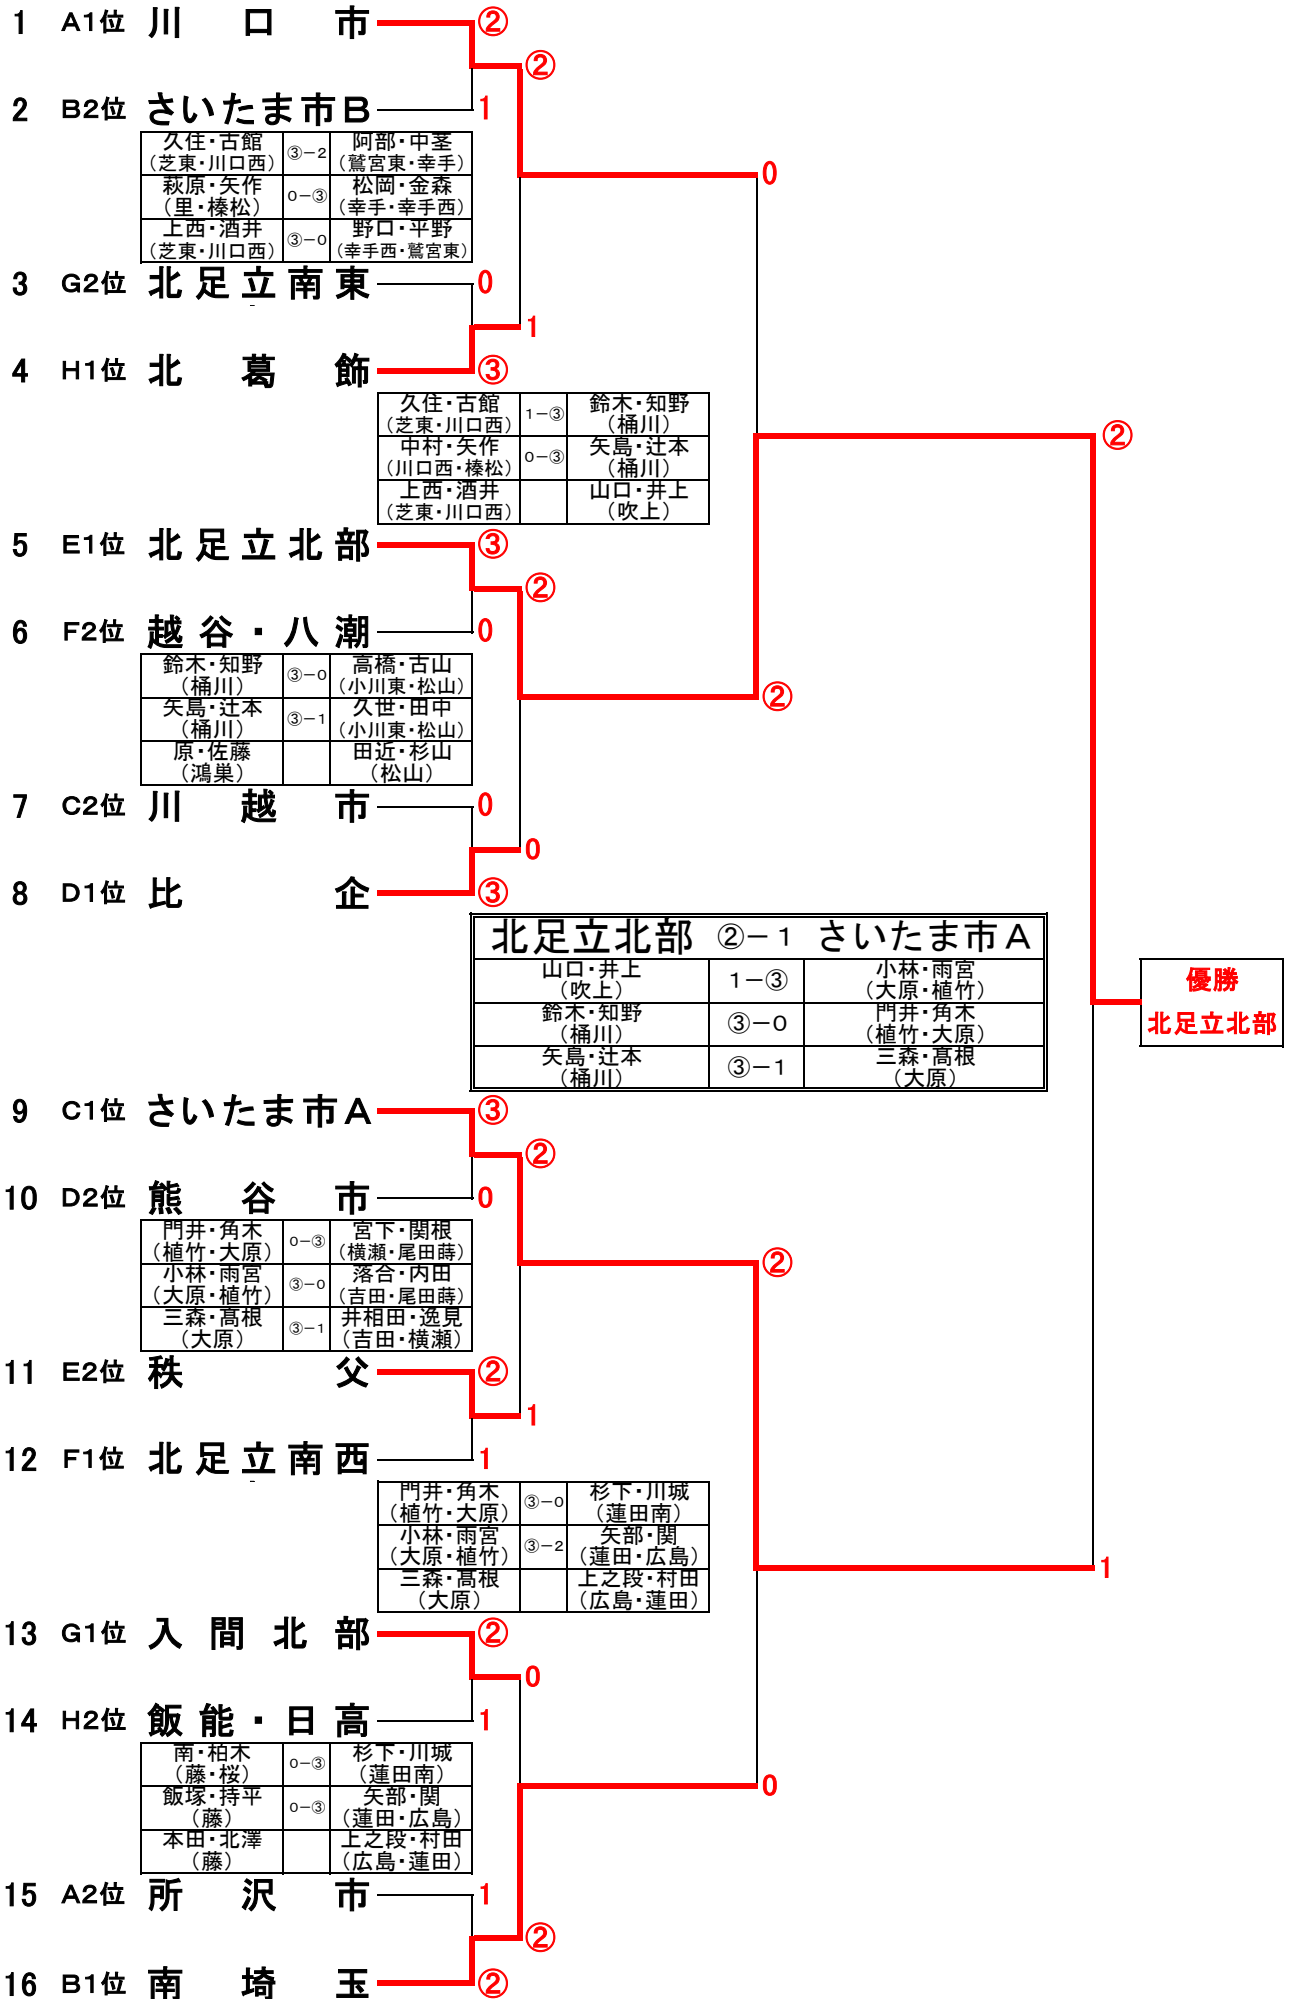 1 A1位 川口市 ②
②
2 B2位 さいたま市B 1
久住・古館 ③－2 阿部・中茎
（芝東・川口西） （鷲宮東・幸手）
0
萩原・矢作 0－③ 松岡・金森
（里・榛松） （幸手・幸手西）
上西・酒井 ③－0 野口・平野
（芝東・川口西） （幸手西・鷲宮東）
3 G2位 北足立南東 0
1
4 H1位 北葛飾 ③
久住・古館 1－③ 鈴木・知野
（芝東・川口西） （桶川）
②
中村・矢作 0－③ 矢島・辻本
（川口西・榛松） （桶川）
上西・酒井 山口・井上
（芝東・川口西） （吹上）
5 E1位 北足立北部 ③
②
6 F2位 越谷・八潮 0
鈴木・知野 ③－0 高橋・古山
（桶川） （小川東・松山）
②
矢島・辻本 ③－1 久世・田中
（桶川） （小川東・松山）
原・佐藤 田近・杉山
（鴻巣） （松山）
7 C2位 川越市 0
0
8 D1位 比企 ③
北足立北部 ②－1 さいたま市A
山口・井上 1－③ 小林・雨宮
（吹上） （大原・植竹）
鈴木・知野 ③－0 門井・角木
（桶川） （植竹・大原）
矢島・辻本 ③－1 三森・髙根
（桶川） （大原）
優勝
北足立北部
9 C1位 さいたま市A ③
②
10 D2位 熊谷市 0
門井・角木 0－③ 宮下・関根
（植竹・大原） （横瀬・尾田蒔）
②
小林・雨宮 ③－0 落合・内田
（大原・植竹） （吉田・尾田蒔）
三森・髙根 ③－1 井相田・逸見
（大原） （吉田・横瀬）
11 E2位 秩父 ②
1
12 F1位 北足立南西 1
門井・角木 ③－0 杉下・川城
（植竹・大原） （蓮田南）
小林・雨宮 ③－2 矢部・関
（大原・植竹） （蓮田・広島）
1
三森・髙根 上之段・村田
（大原） （広島・蓮田）
13 G1位 入間北部 ②
0
14 H2位 飯能・日高 1
南・柏木 0－③ 杉下・川城
（藤・桜） （蓮田南）
0
飯塚・持平 0－③ 矢部・関
（藤） （蓮田・広島）
本田・北澤 上之段・村田
（藤） （広島・蓮田）
15 A2位 所沢市 1
②
16 B1位 南埼玉 ②